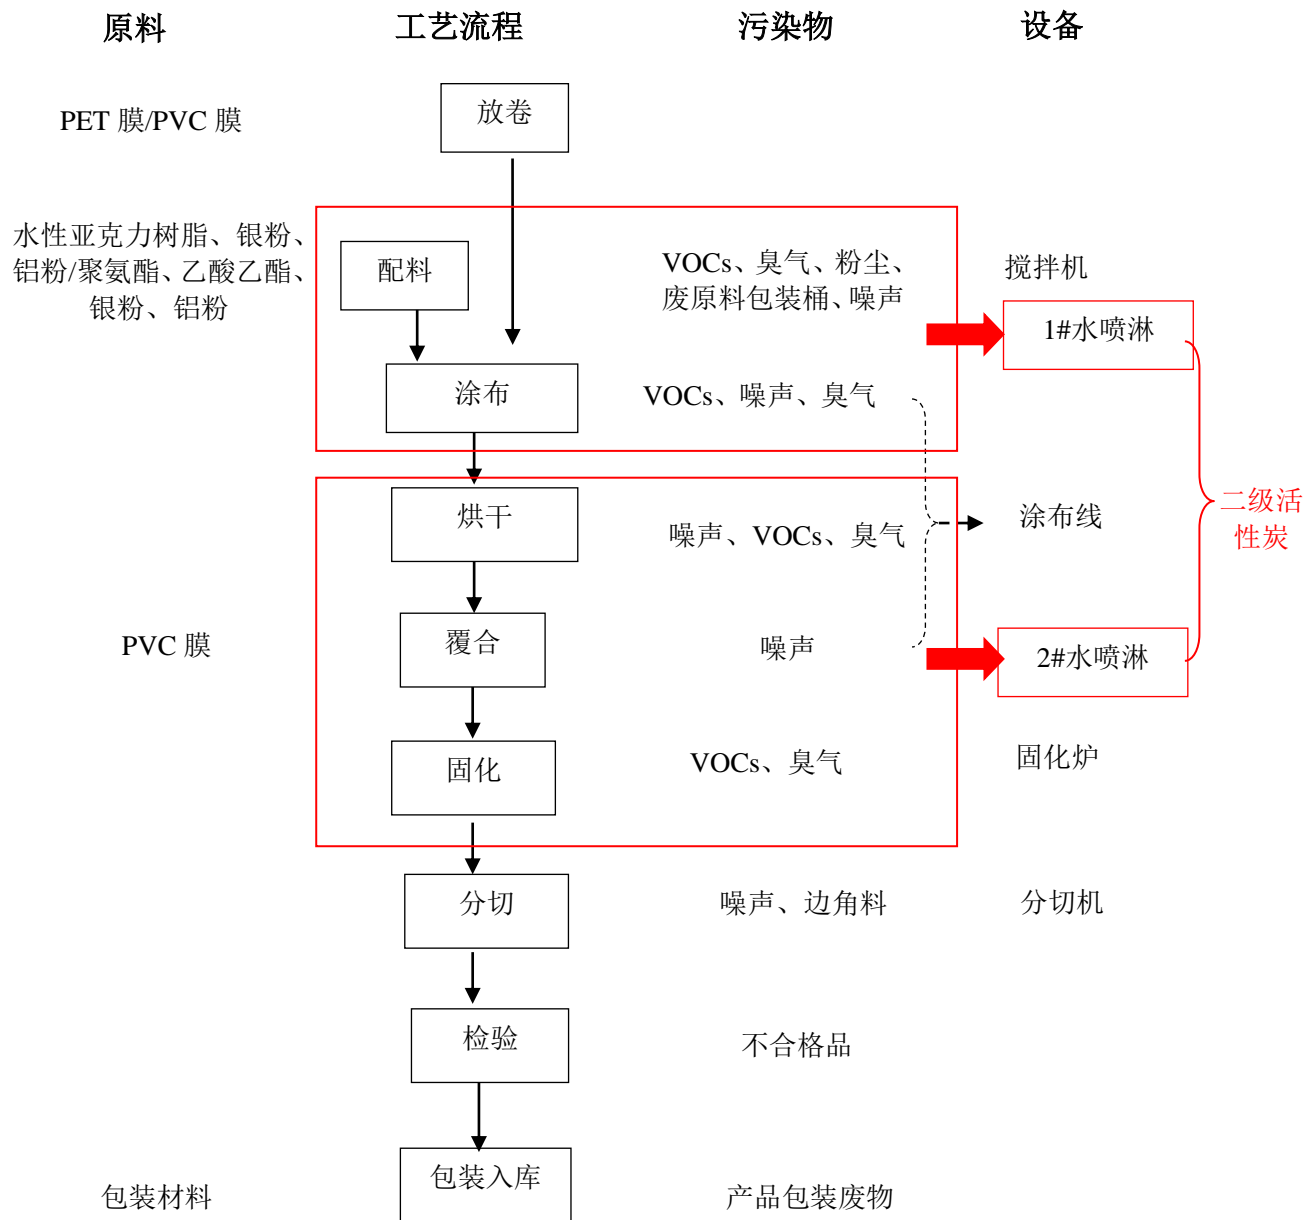 原料 工艺流程 污染物 设备
PET 膜/PVC 膜
放卷
水性亚克力树脂、银粉、
铝粉/聚氨酯、乙酸乙酯、
银粉、铝粉
配料
VOCs、臭气、粉尘、
废原料包装桶、噪声
搅拌机
1#水喷淋
涂布
VOCs、噪声、臭气
烘干
噪声、VOCs、臭气
涂布线
二级活
性炭
PVC 膜
覆合
噪声
2#水喷淋
固化
VOCs、臭气
固化炉
分切
噪声、边角料
分切机
检验
不合格品
包装材料
包装入库
产品包装废物